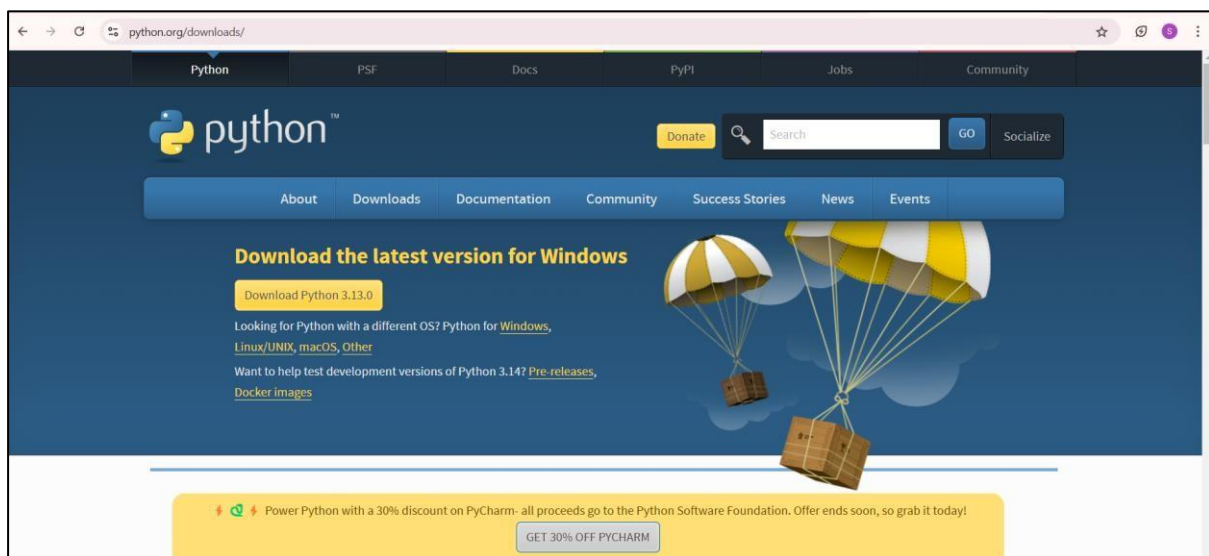 python.org/downloads/
S
Python PSF Docs PyPI Jobs Community
python™
Donate Search GO Socialize
About Downloads Documentation Community Success Stories News Events
Download the latest version for Windows
Download Python 3.13.0
Looking for Python with a different OS? Python for Windows,
Linux/UNIX, macOS, Other
Want to help test development versions of Python 3.14? Pre-releases,
Docker images
Power Python with a 30% discount on PyCharm- all proceeds go to the Python Software Foundation. Offer ends soon, so grab it today!
GET 30% OFF PYCHARM